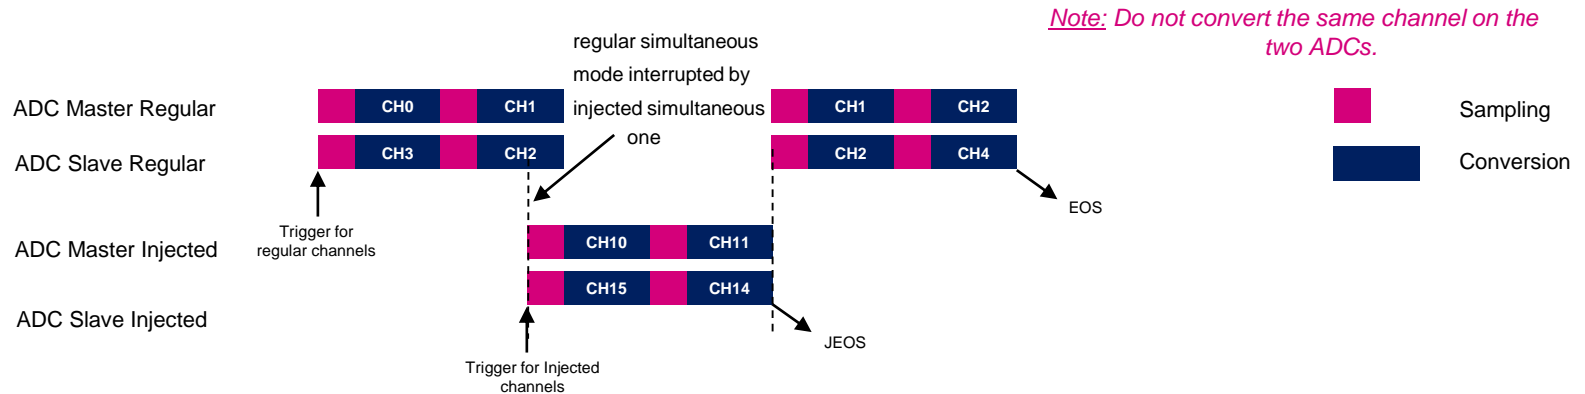 Note: Do not convert the same channel on the
two ADCs.
regular simultaneous
mode interrupted by
injected simultaneous
one
ADC Master Regular
CH0 CH1 CH1 CH2
Sampling
ADC Slave Regular
CH3 CH2 CH2 CH4
Conversion
EOS
Trigger for
regular channels
ADC Master Injected
CH10 CH11
CH15 CH14
ADC Slave Injected
JEOS
Trigger for Injected
channels